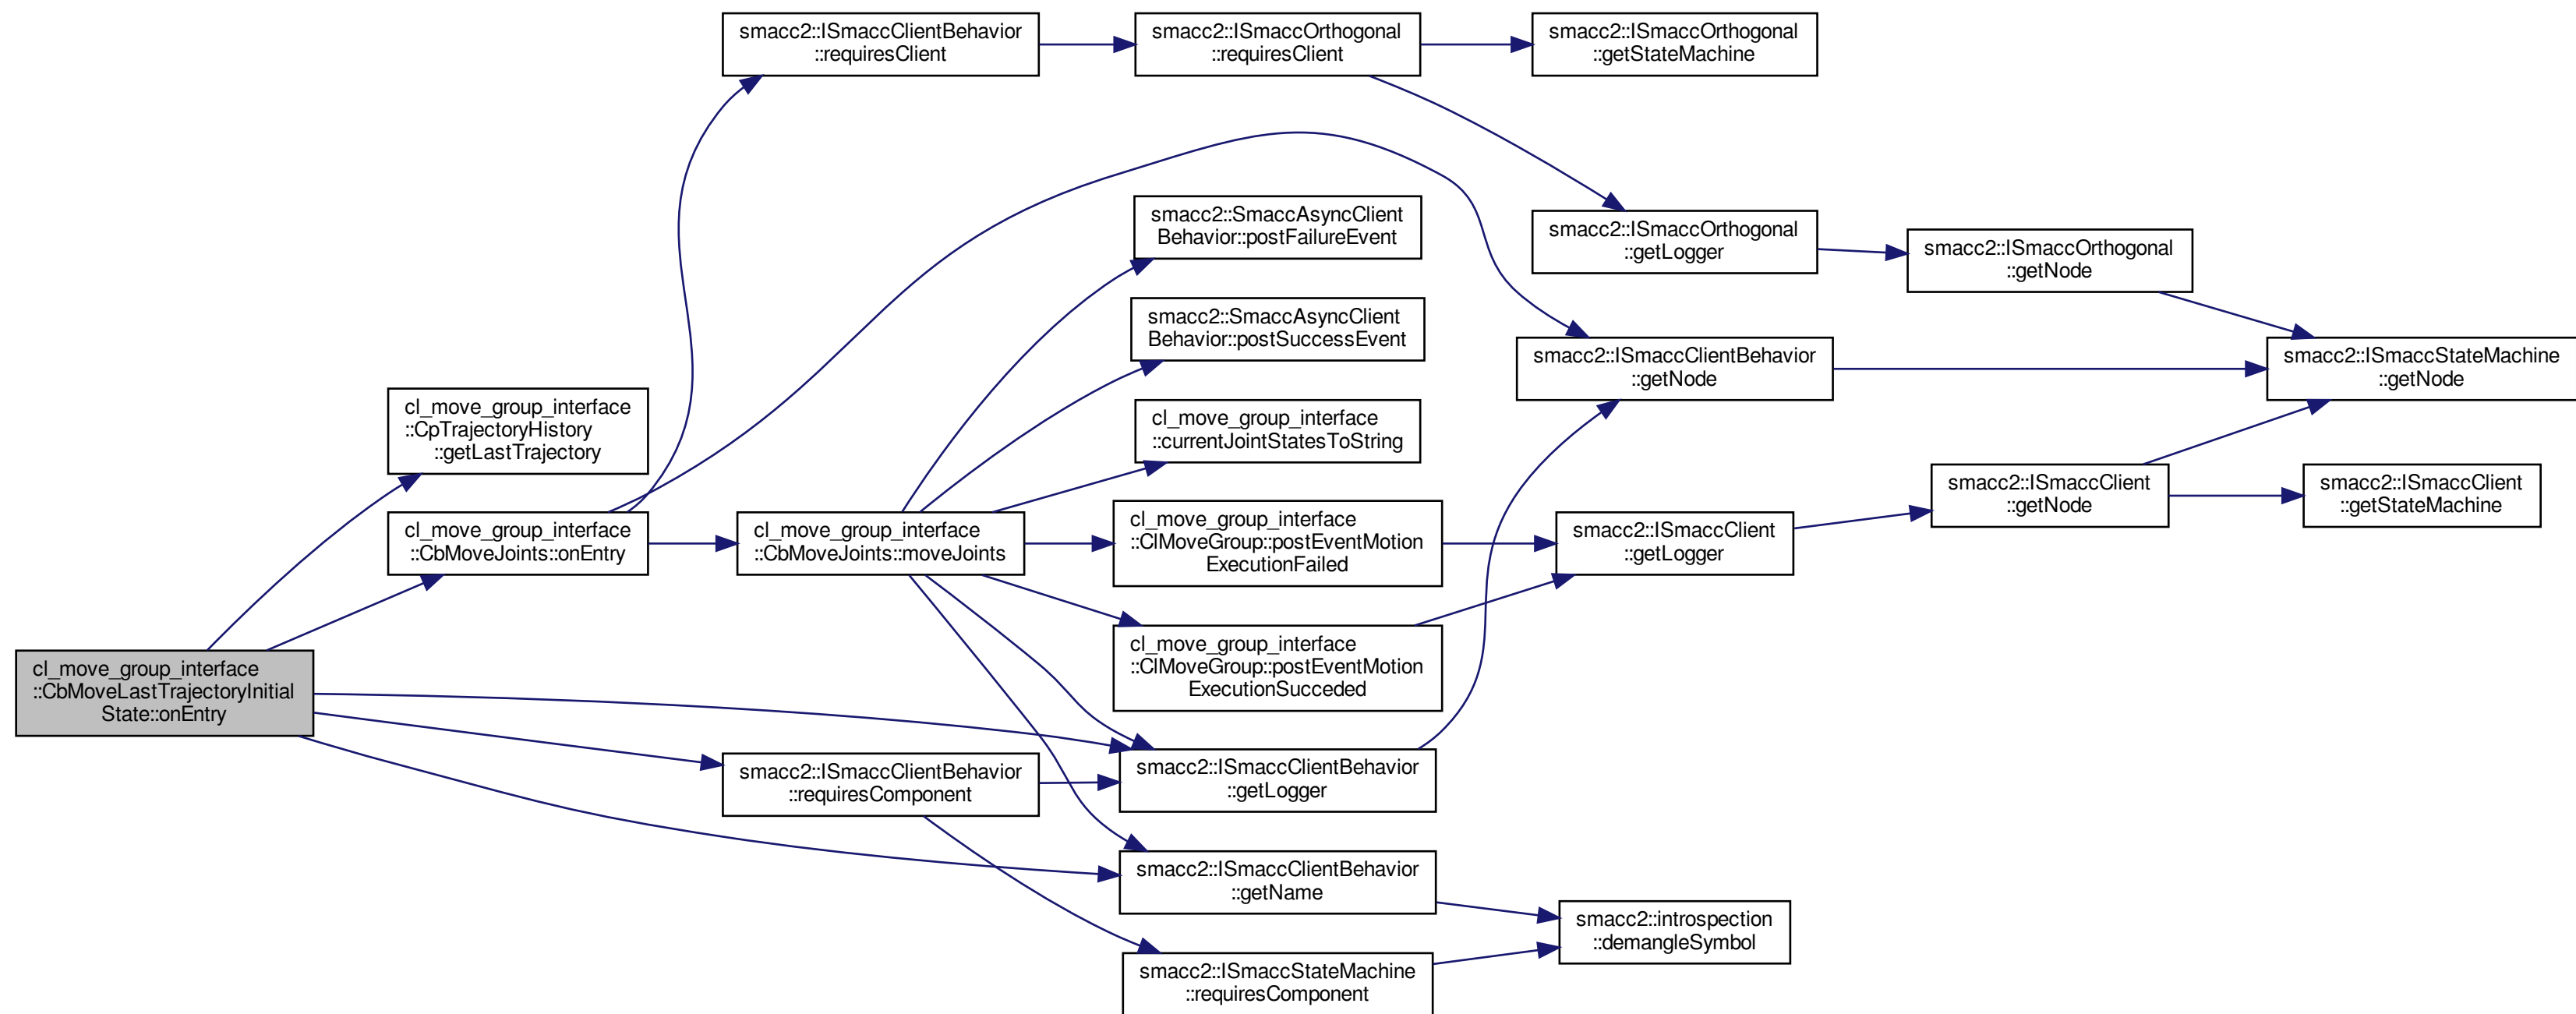 smacc2::ISmaccClientBehavior
::requiresClient
smacc2::ISmaccOrthogonal
::requiresClient
smacc2::ISmaccOrthogonal
::getStateMachine
smacc2::SmaccAsyncClient
Behavior::postFailureEvent
smacc2::ISmaccOrthogonal
::getLogger
smacc2::ISmaccOrthogonal
::getNode
smacc2::SmaccAsyncClient
Behavior::postSuccessEvent
smacc2::ISmaccClientBehavior
::getNode
smacc2::ISmaccStateMachine
::getNode
cl_move_group_interface
::CpTrajectoryHistory
::getLastTrajectory
cl_move_group_interface
::currentJointStatesToString
smacc2::ISmaccClient
::getNode
smacc2::ISmaccClient
::getStateMachine
cl_move_group_interface
::CbMoveJoints::onEntry
cl_move_group_interface
::CbMoveJoints::moveJoints
cl_move_group_interface
::ClMoveGroup::postEventMotion
ExecutionFailed
smacc2::ISmaccClient
::getLogger
cl_move_group_interface
::CbMoveLastTrajectoryInitial
State::onEntry
cl_move_group_interface
::ClMoveGroup::postEventMotion
ExecutionSucceded
smacc2::ISmaccClientBehavior
::requiresComponent
smacc2::ISmaccClientBehavior
::getLogger
smacc2::ISmaccClientBehavior
::getName
smacc2::introspection
::demangleSymbol
smacc2::ISmaccStateMachine
::requiresComponent